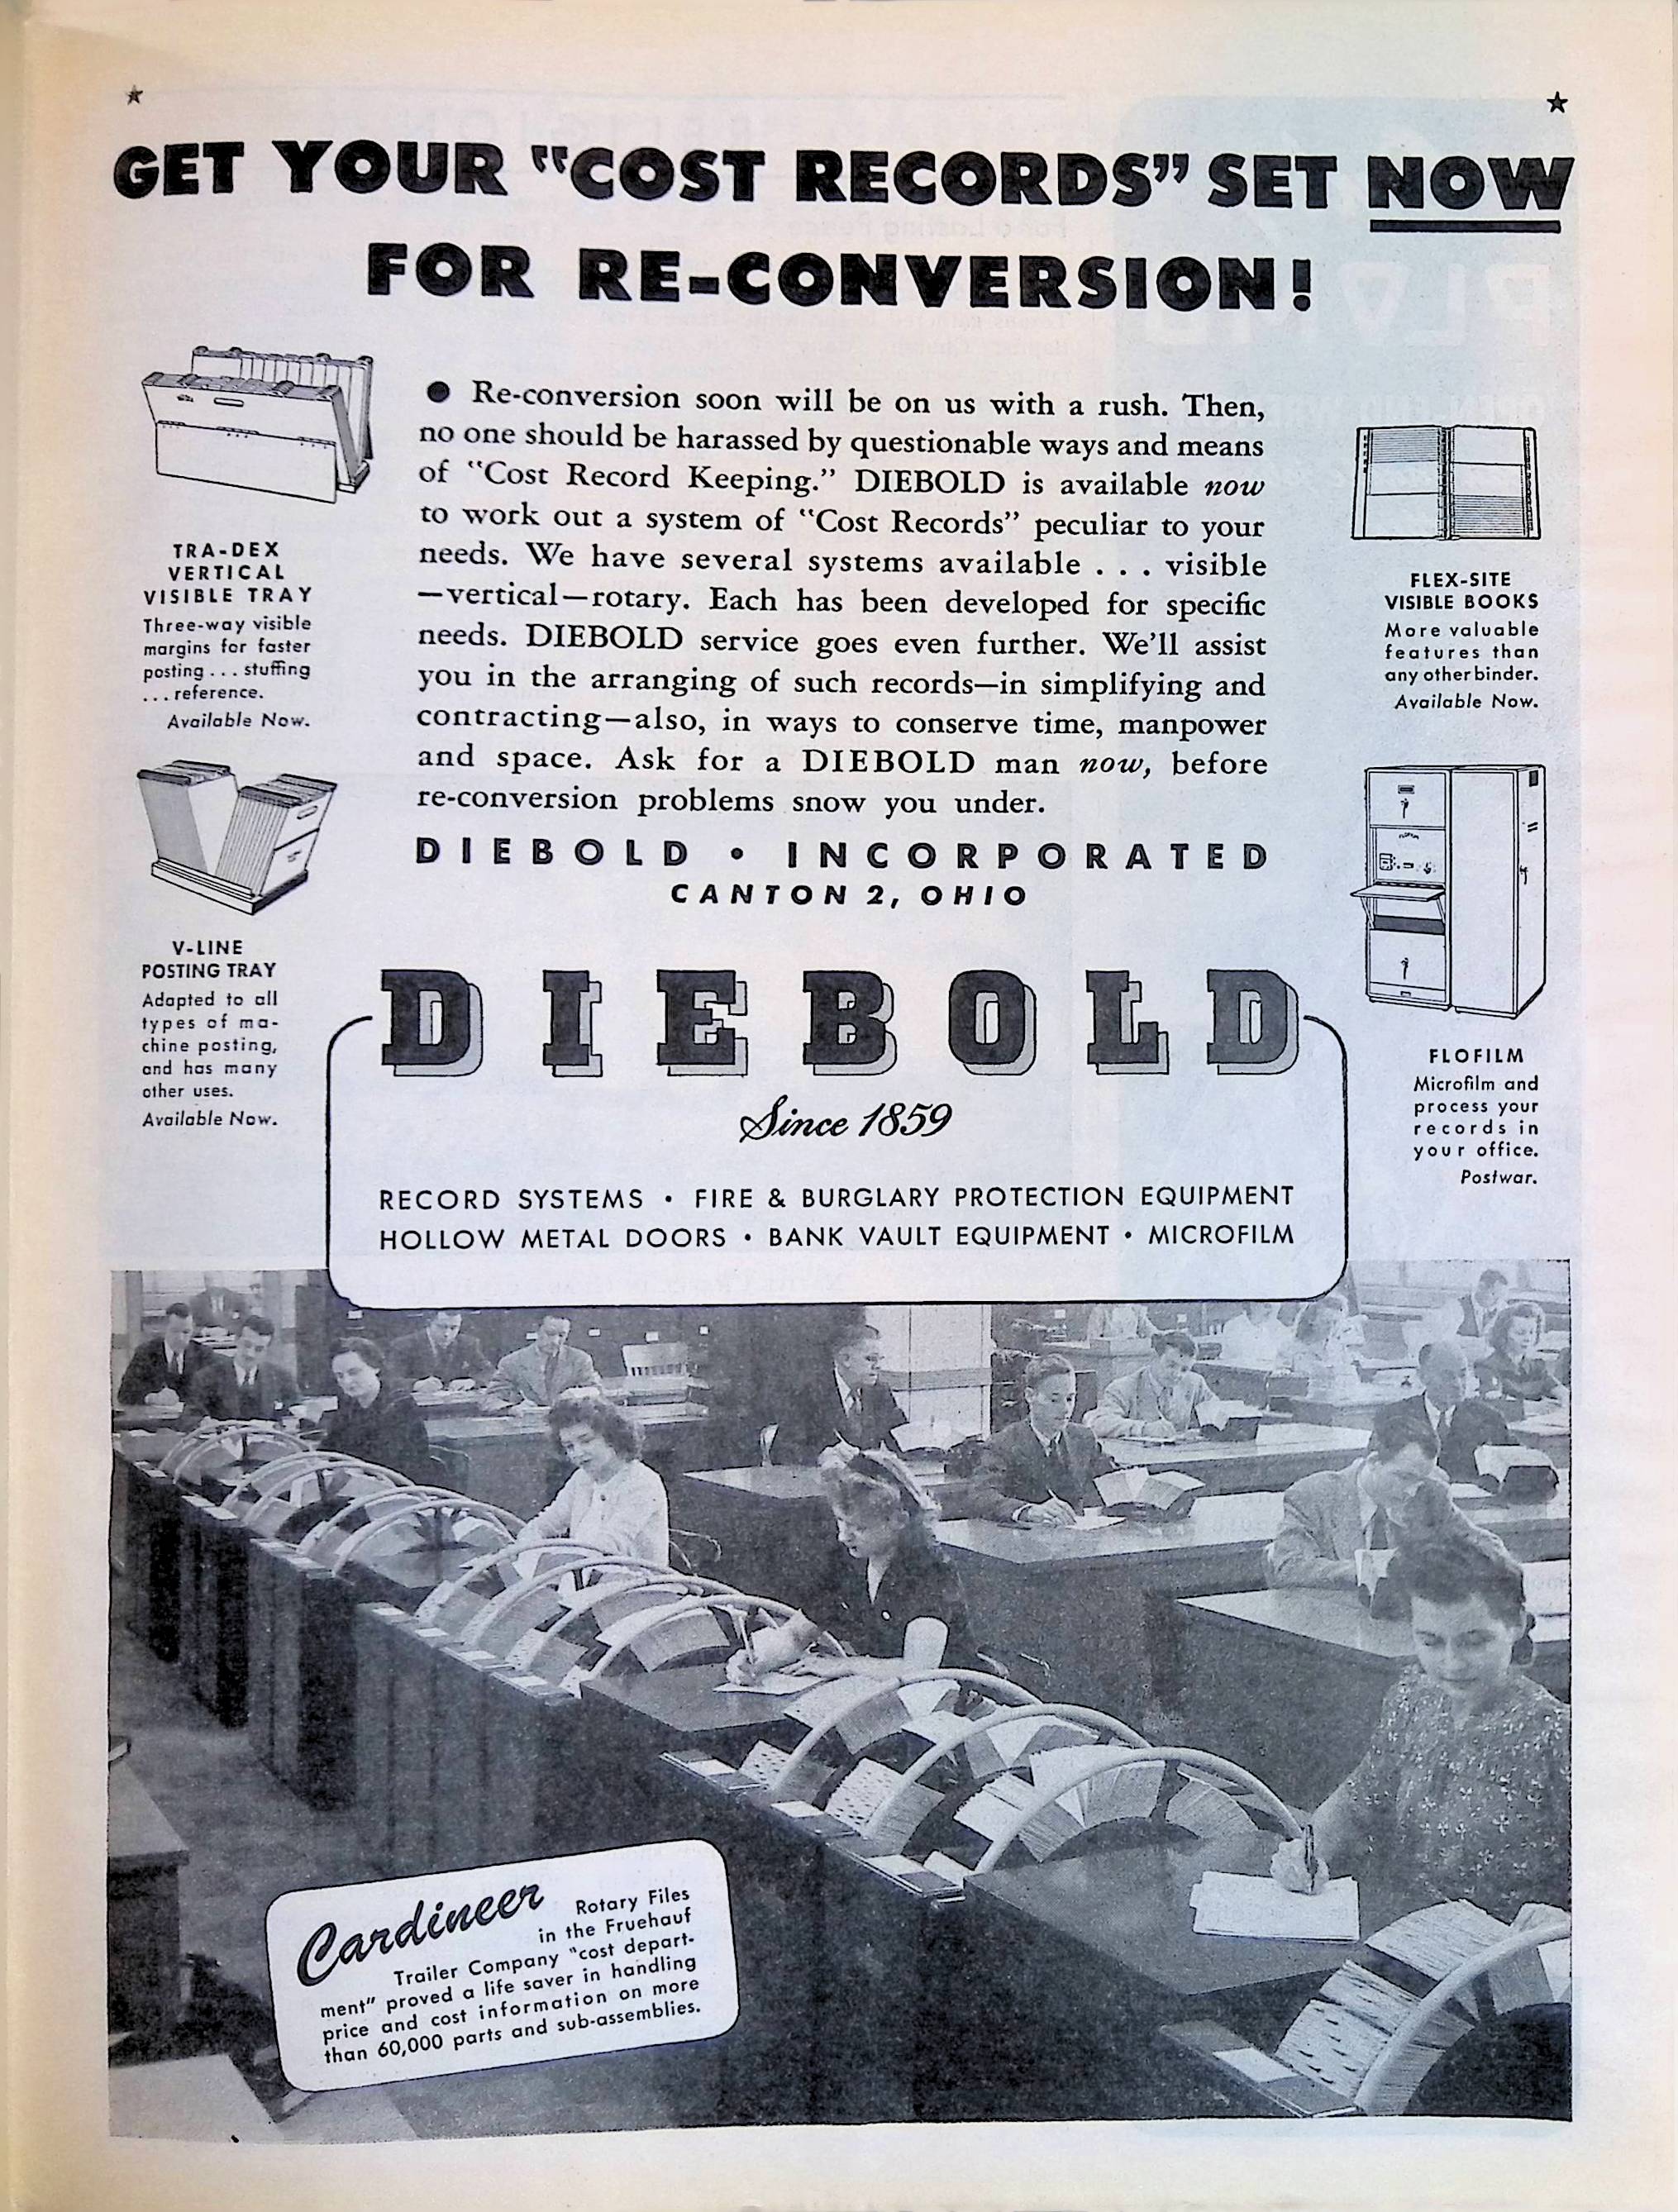 GET YOUR "COST RECORDS" SET NOW
FOR RE-CONVERSION!
● Re-conversion soon will be on us with a rush. Then,
no one should be harassed by questionable ways and means
of "Cost Record Keeping." DIEBOLD is available now
to work out a system of "Cost Records" peculiar to your
needs. We have several systems available . . . visible
—vertical—rotary. Each has been developed for specific
needs. DIEBOLD service goes even further. We'll assist
you in the arranging of such records—in simplifying and
contracting—also, in ways to conserve time, manpower
and space. Ask for a DIEBOLD man now, before
re-conversion problems snow you under.
DIEBOLD • INCORPORATED
CANTON 2, OHIO
TRA-DEX
VERTICAL
VISIBLE TRAY
Three-way visible
margins for faster
posting . . . stuffing
. . . reference.
Available Now.
V-LINE
POSTING TRAY
Adapted to all
types of ma-
chine posting,
and has many
other uses.
Available Now.
FLEX-SITE
VISIBLE BOOKS
More valuable
features than
any other binder.
Available Now.
FLOFILM
Microfilm and
process your
records in
your office.
Postwar.
DIEBOLD
Since 1859
RECORD SYSTEMS • FIRE & BURGLARY PROTECTION EQUIPMENT
HOLLOW METAL DOORS • BANK VAULT EQUIPMENT • MICROFILM
Cardineer Rotary Files
in the Fruehauf
Trailer Company "cost depart-
ment" proved a life saver in handling
price and cost information on more
than 60,000 parts and sub-assemblies.